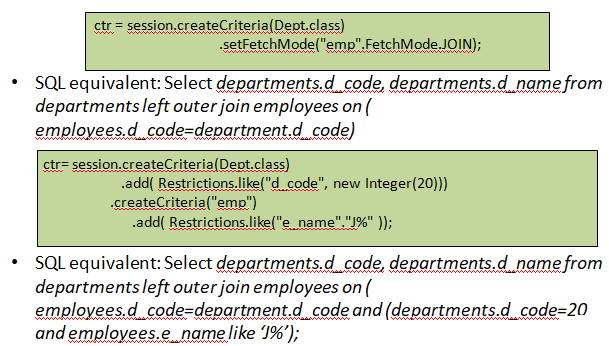 ctr = session.createCriteria(Dept.class)
.setFetchMode("emp".FetchMode.JOIN);
• SQL equivalent: Select departments.d_code, departments.d_name from
departments left outer join employees on (
employees.d_code=department.d_code)
ctr= session.createCriteria(Dept.class)
.add( Restrictions.like("d_code", new Integer(20)))
.createCriteria("emp")
.add( Restrictions.like("e_name"."J%" ));
• SQL equivalent: Select departments.d_code, departments.d_name from
departments left outer join employees on (
employees.d_code=department.d_code and (departments.d_code=20
and employees.e_name like ‘J%’);